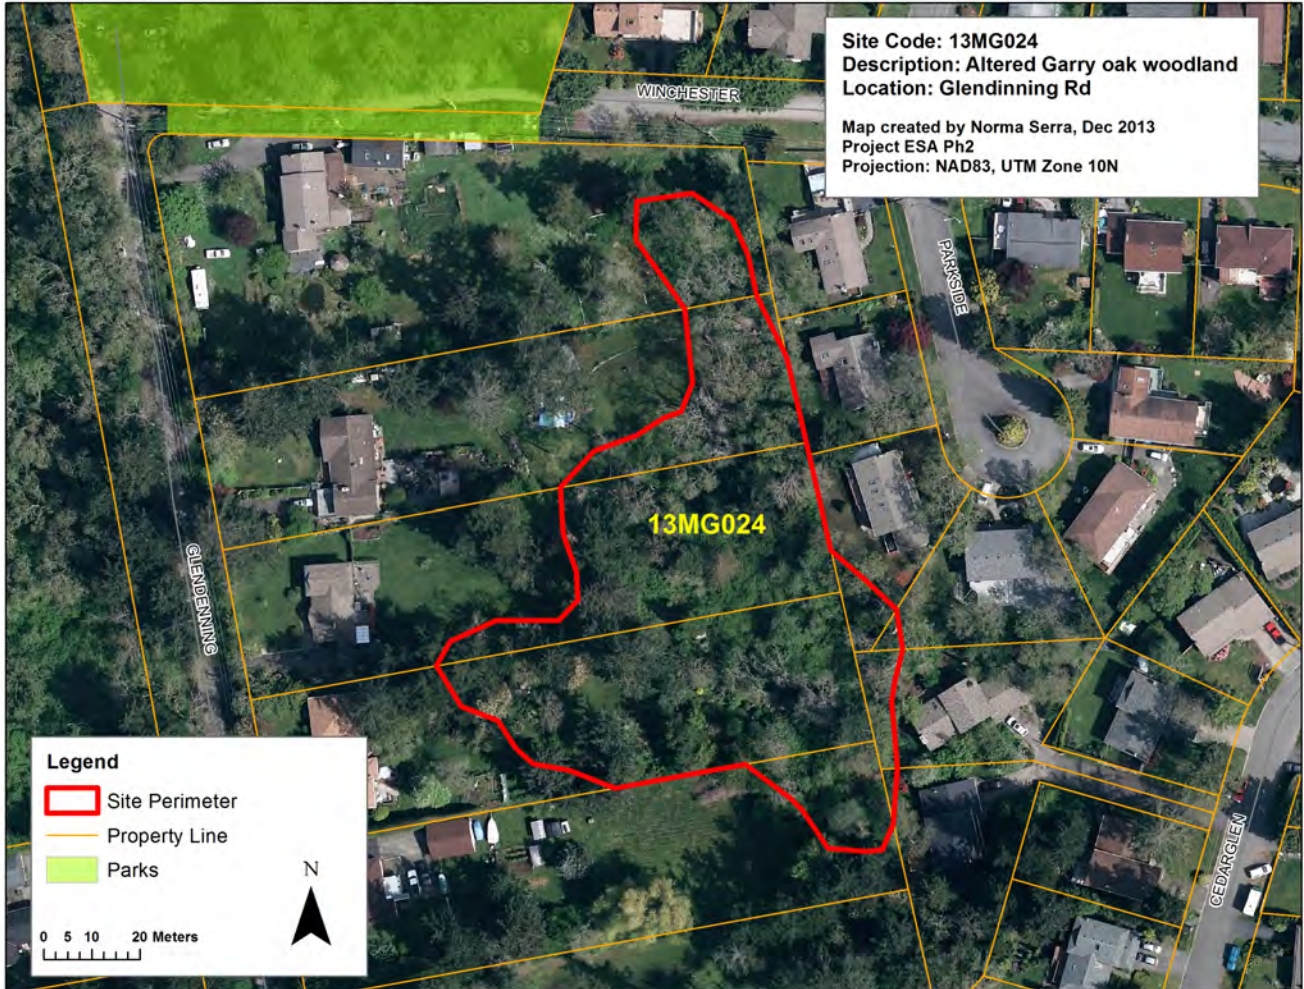 Site Code: 13MG024
Description: Altered Garry oak woodland
Location: Glendinning Rd
Map created by Norma Serra, Dec 2013
Project ESA Ph2
Projection: NAD83, UTM Zone 10N
WINCHESTER
PARKSIDE
13MG024
GLENDENNING
CEDARGLEN
Legend
Site Perimeter
Property Line
Parks
N
0 5 10 20 Meters